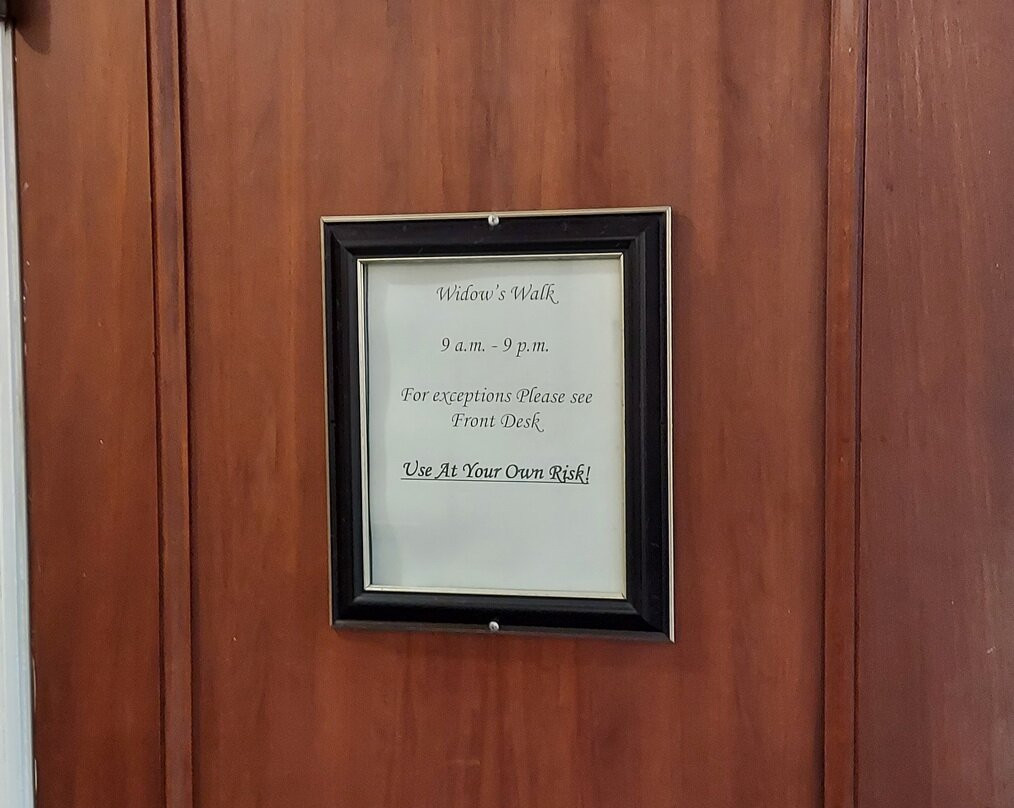 Widow's Walk
9 a.m. - 9 p.m.
For exceptions Please see
Front Desk
Use At Your Own Risk!